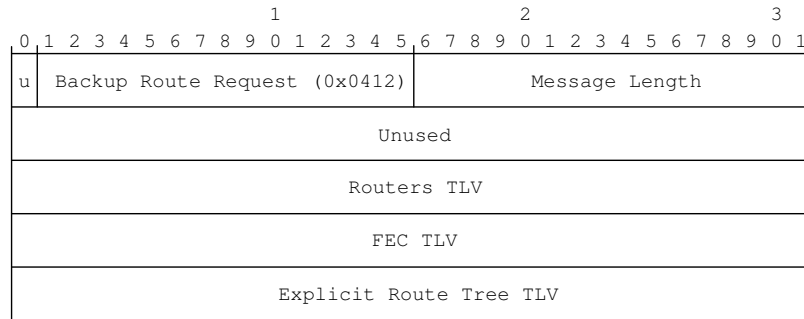 1 2 3
0 1 2 3 4 5 6 7 8 9 0 1 2 3 4 5 6 7 8 9 0 1 2 3 4 5 6 7 8 9 0 1
u Backup Route Request (0x0412) Message Length
Unused
Routers TLV
FEC TLV
Explicit Route Tree TLV